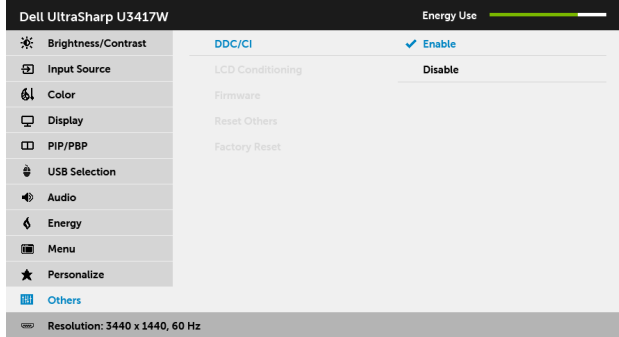 Dell UltraSharp U3417W Energy Use
Brightness/Contrast DDC/CI Enable
Input Source LCD Conditioning Disable
Color Firmware
Display Reset Others
PIP/PBP Factory Reset
USB Selection
Audio
Energy
Menu
Personalize
Others
Resolution: 3440 x 1440, 60 Hz